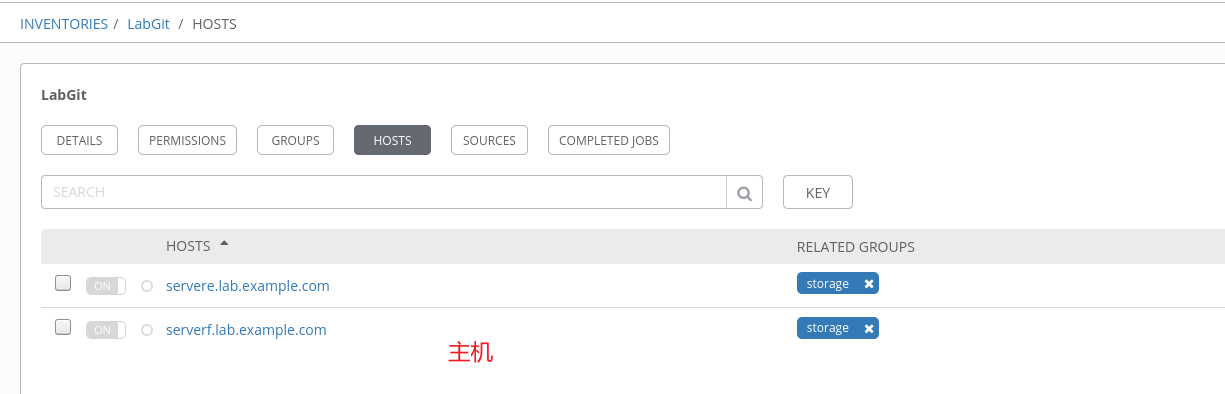 INVENTORIES / LabGit / HOSTS
LabGit
DETAILS PERMISSIONS GROUPS HOSTS SOURCES COMPLETED JOBS
SEARCH KEY
HOSTS RELATED GROUPS
ON servere.lab.example.com storage
ON serverf.lab.example.com storage
主机